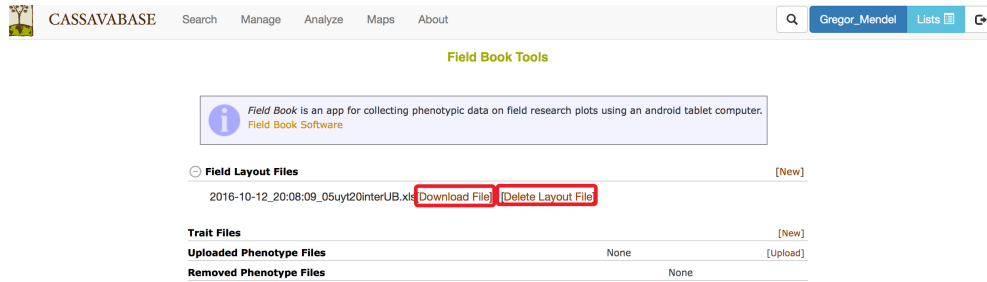 CASSAVABASE Search Manage Analyze Maps About Gregor_Mendel Lists
Field Book Tools
i Field Book is an app for collecting phenotypic data on field research plots using an android tablet computer.
Field Book Software
Field Layout Files [New]
2016-10-12_20:08:09_05uyt20interUB.xls[Download File] [Delete Layout File]
Trait Files [New]
Uploaded Phenotype Files None [Upload]
Removed Phenotype Files None